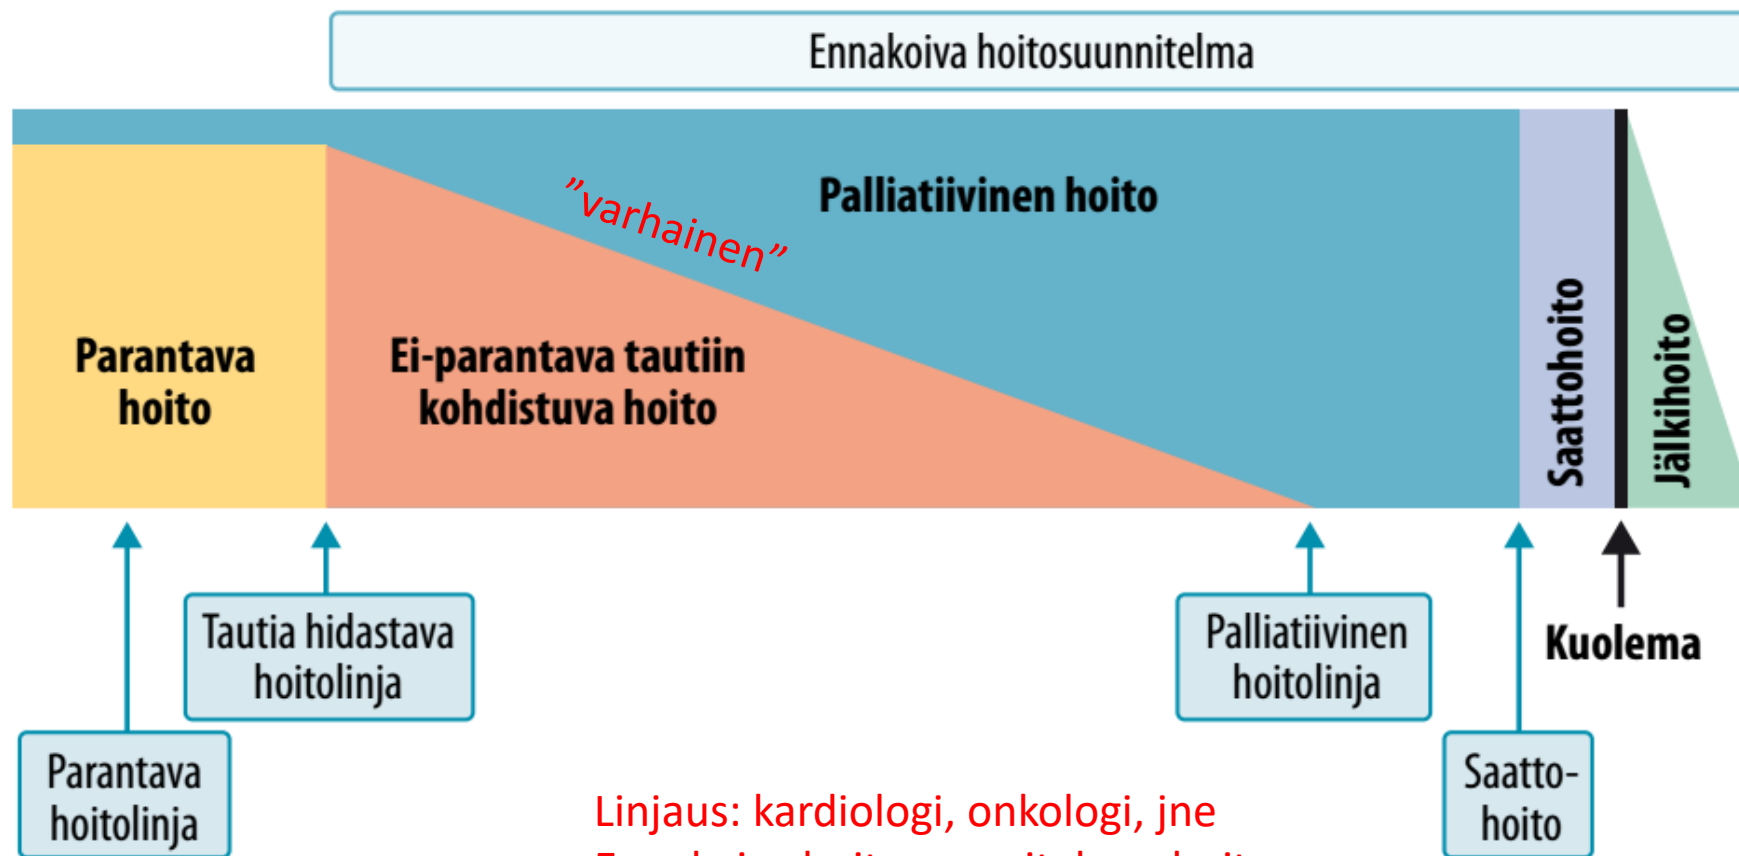 Ennakoiva hoitosuunnitelma
Palliatiivinen hoito
”varhainen”
Parantava
hoito
Ei-parantava tautiin
kohdistuva hoito
Saattohoito
Jälkihoito
Tautia hidastava
hoitolinja
Palliatiivinen
hoitolinja
Kuolema
Parantava
hoitolinja
Saatto-
hoito
Linjaus: kardiologi, onkologi, jne